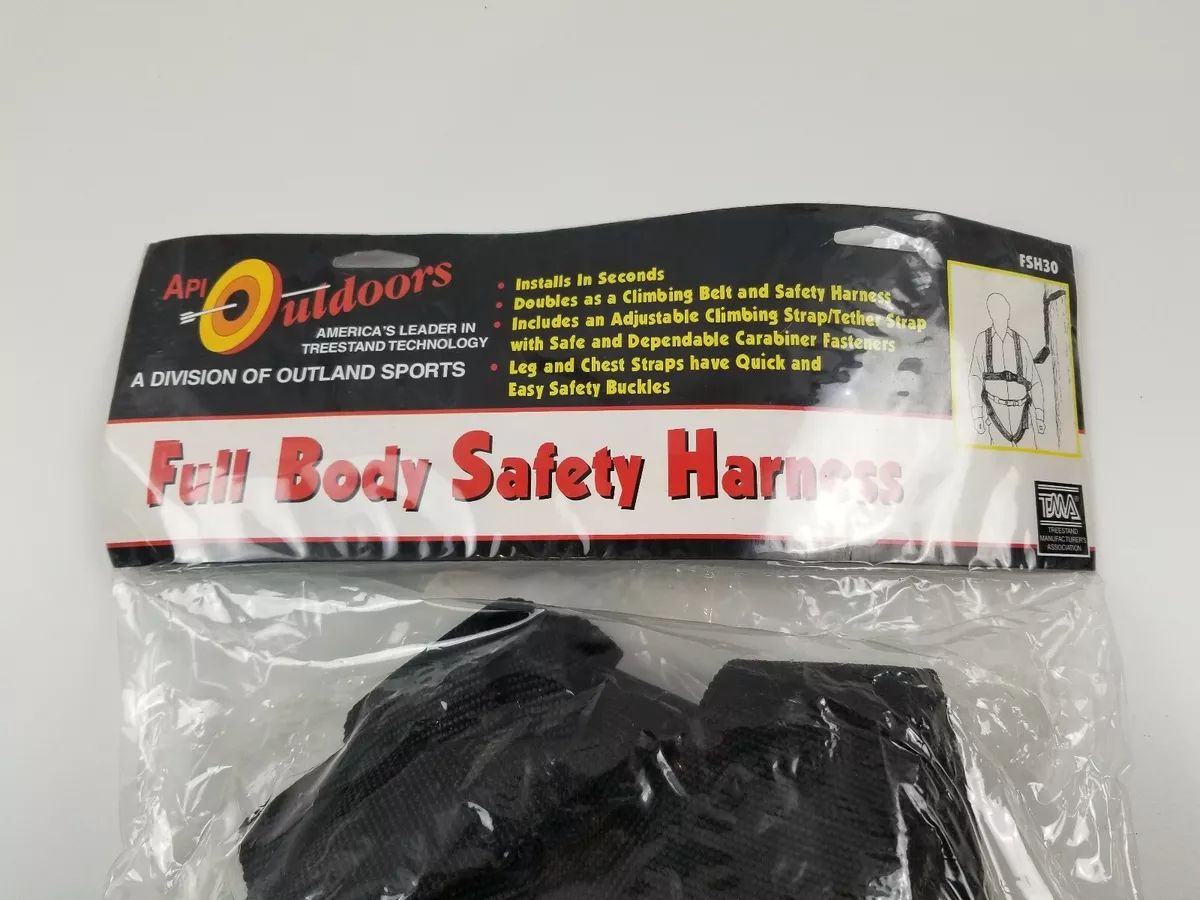 API Outdoors
AMERICA'S LEADER IN
TREESTAND TECHNOLOGY
A DIVISION OF OUTLAND SPORTS
• Installs In Seconds
• Doubles as a Climbing Belt and Safety Harness
• Includes an Adjustable Climbing Strap/Tether Strap
with Safe and Dependable Carabiner Fasteners
• Leg and Chest Straps have Quick and
Easy Safety Buckles
FSH30
Full Body Safety Harness
TMA
TREESTAND
MANUFACTURER'S
ASSOCIATION